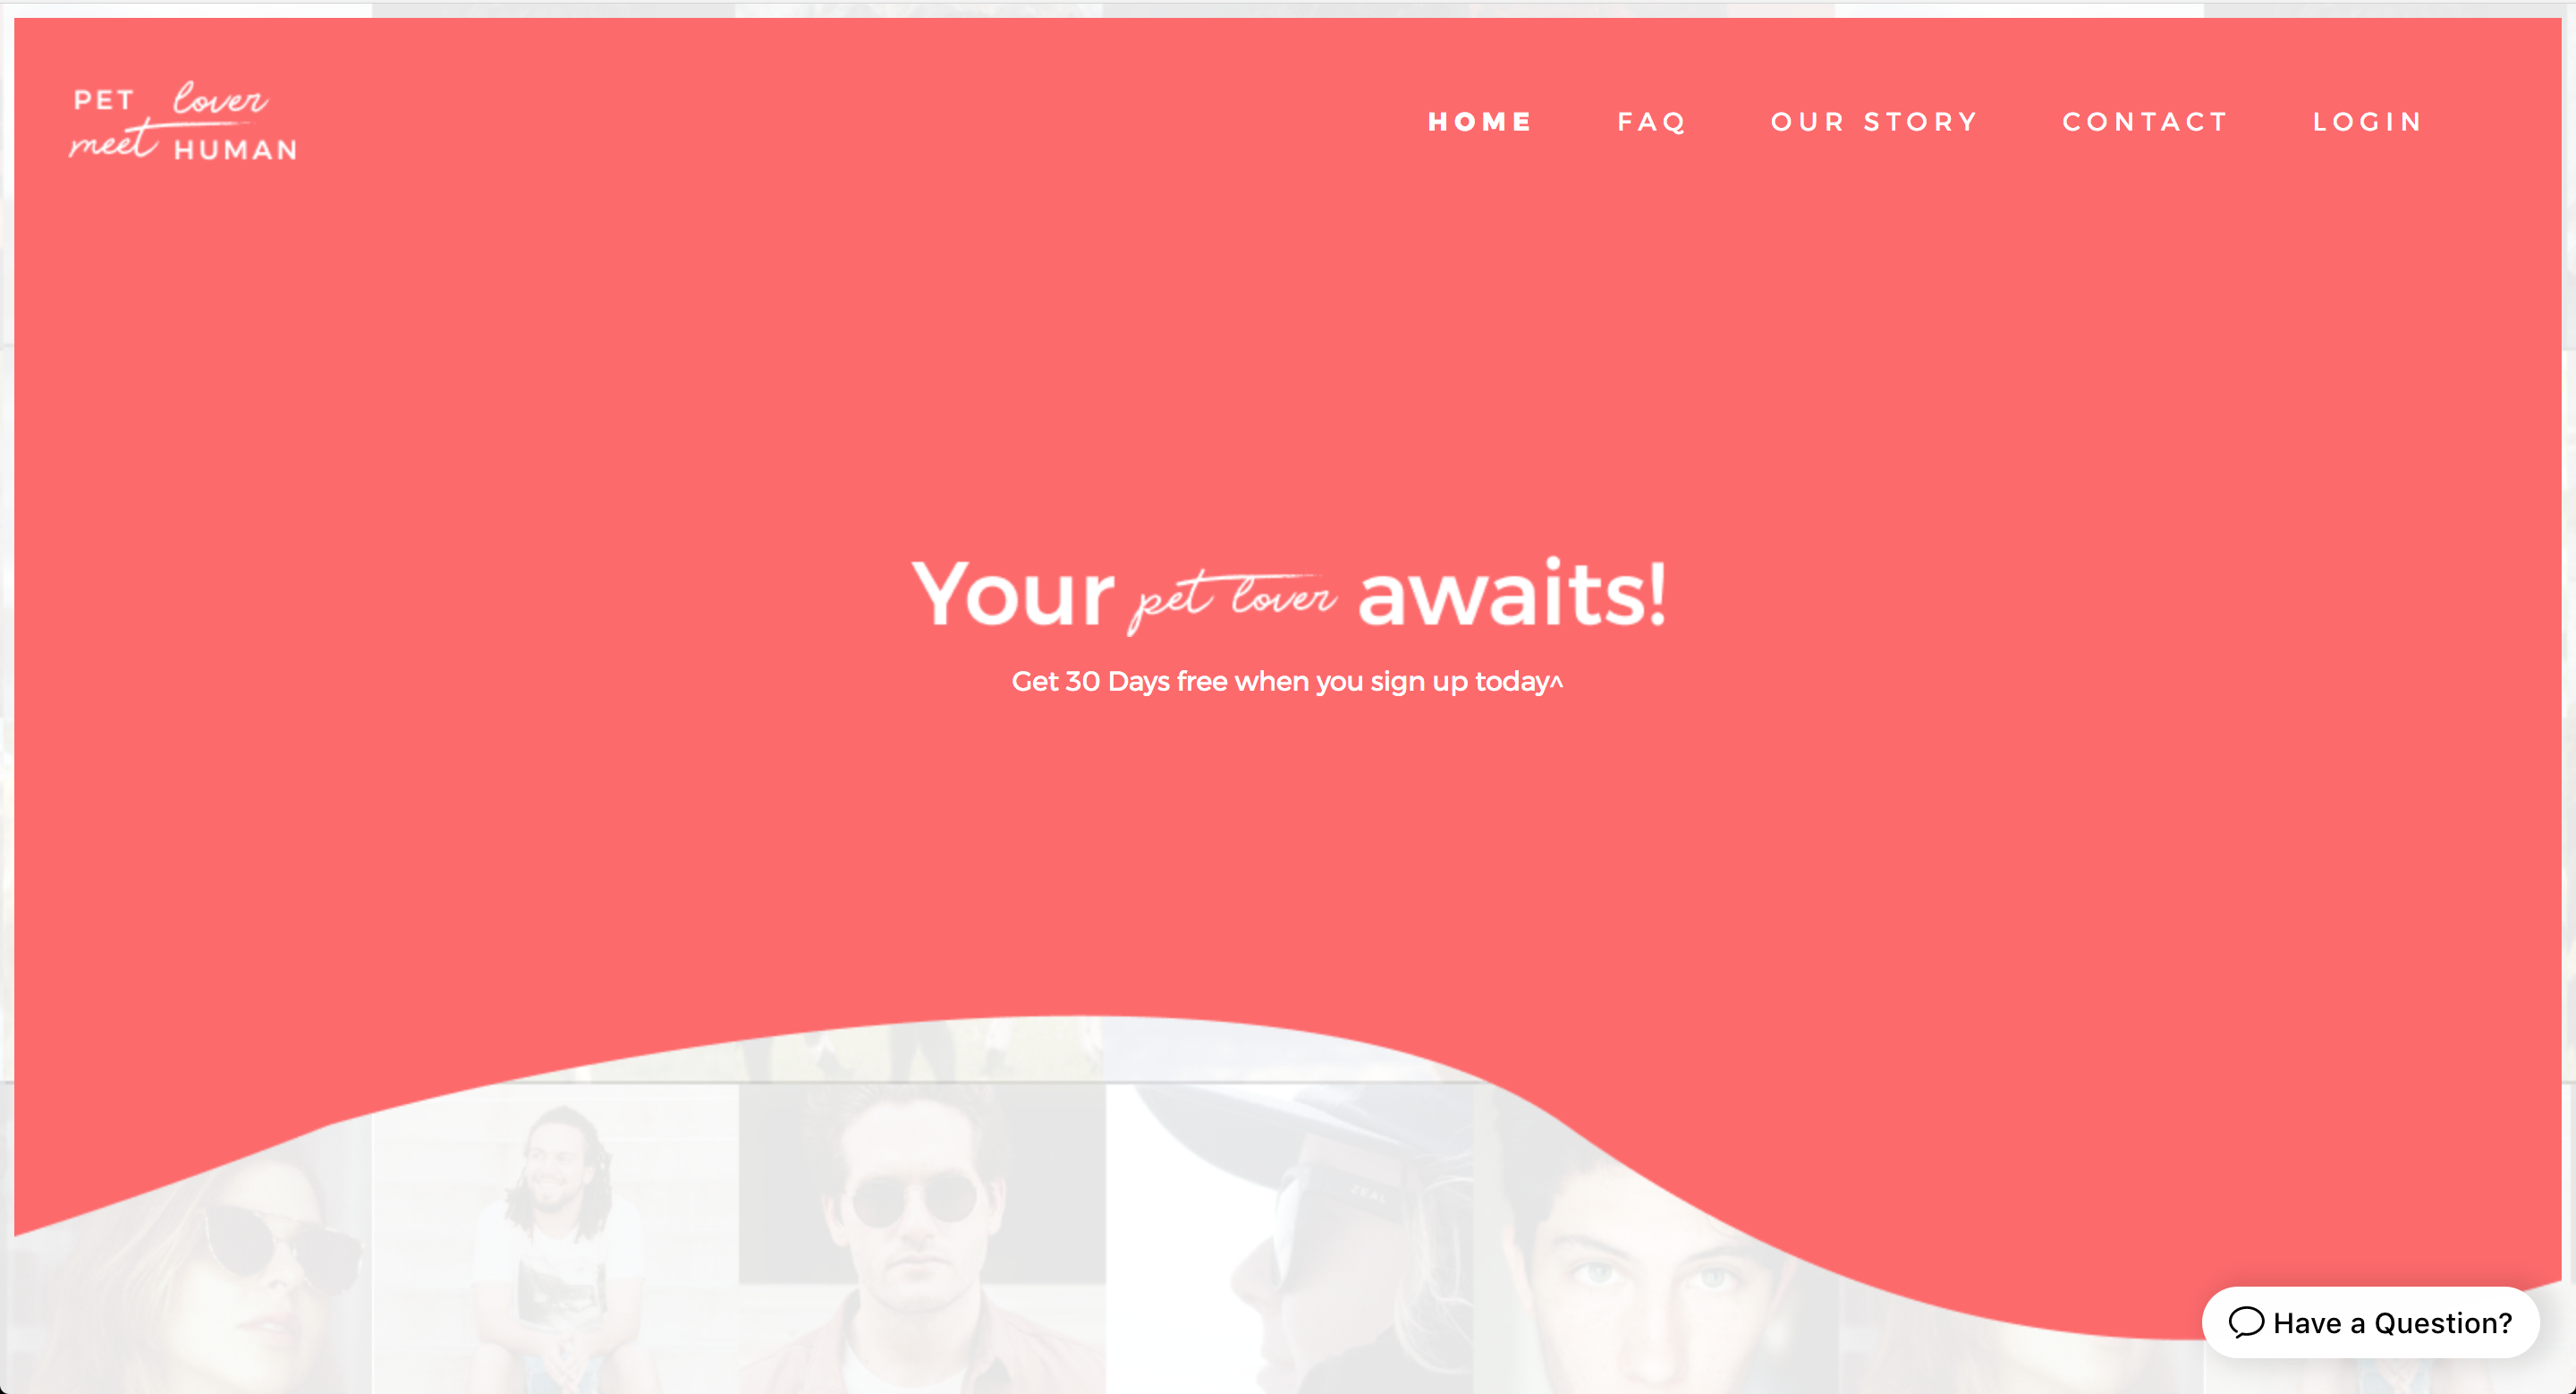 PET lover
meet HUMAN
HOME FAQ OUR STORY CONTACT LOGIN
Your pet lover awaits!
Get 30 Days free when you sign up today^
ZEAL
Have a Question?